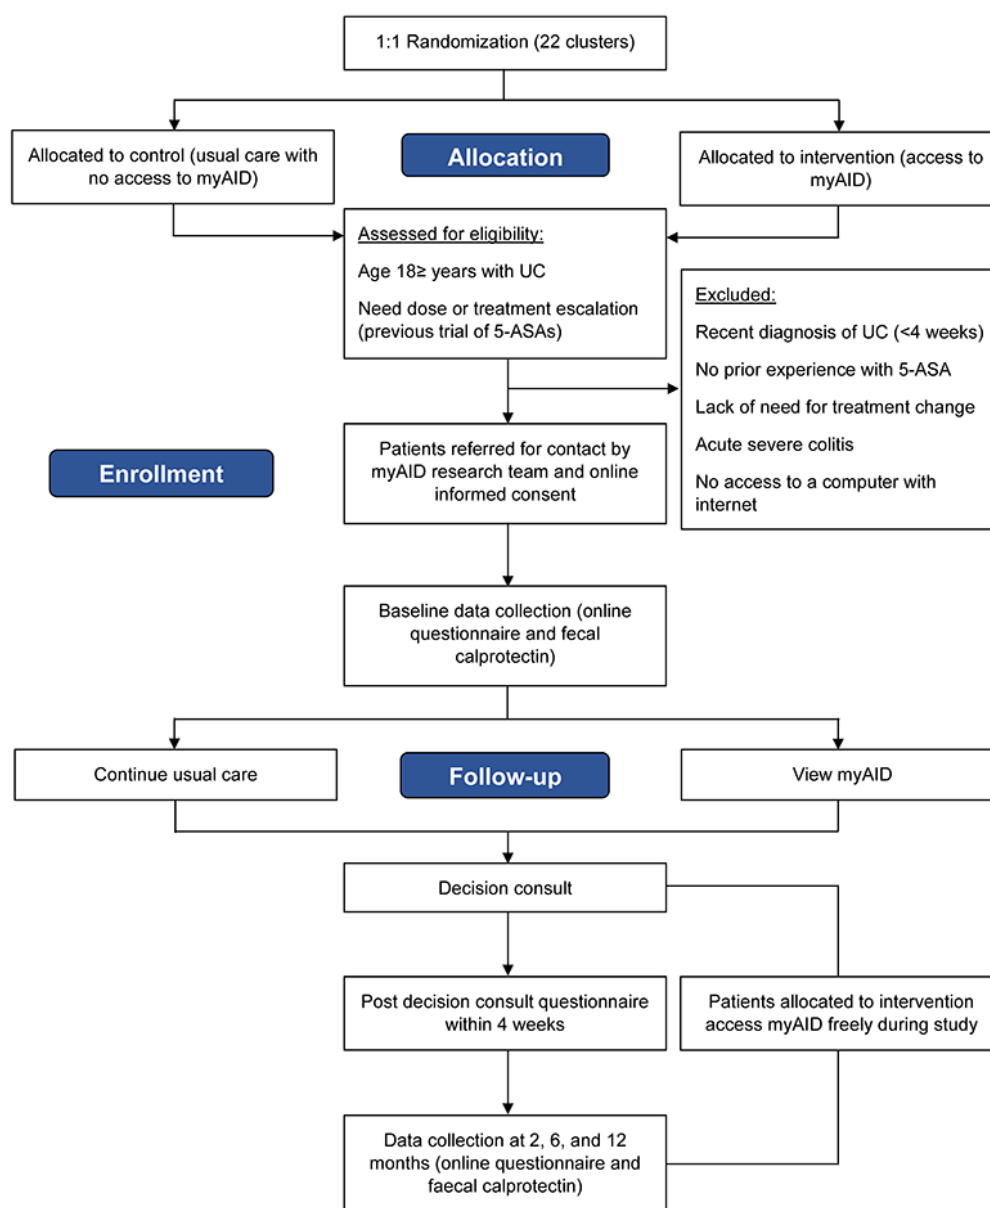 1:1 Randomization (22 clusters)
Allocated to control (usual care with
no access to myAID)
Allocation
Allocated to intervention (access to
myAID)
Assessed for eligibility:
Age 18≥ years with UC
Need dose or treatment escalation
(previous trial of 5-ASAs)
Excluded:
Recent diagnosis of UC (<4 weeks)
No prior experience with 5-ASA
Lack of need for treatment change
Acute severe colitis
No access to a computer with
internet
Enrollment
Patients referred for contact by
myAID research team and online
informed consent
Baseline data collection (online
questionnaire and fecal
calprotectin)
Continue usual care
Follow-up
View myAID
Decision consult
Post decision consult questionnaire
within 4 weeks
Patients allocated to intervention
access myAID freely during study
Data collection at 2, 6, and 12
months (online questionnaire and
faecal calprotectin)